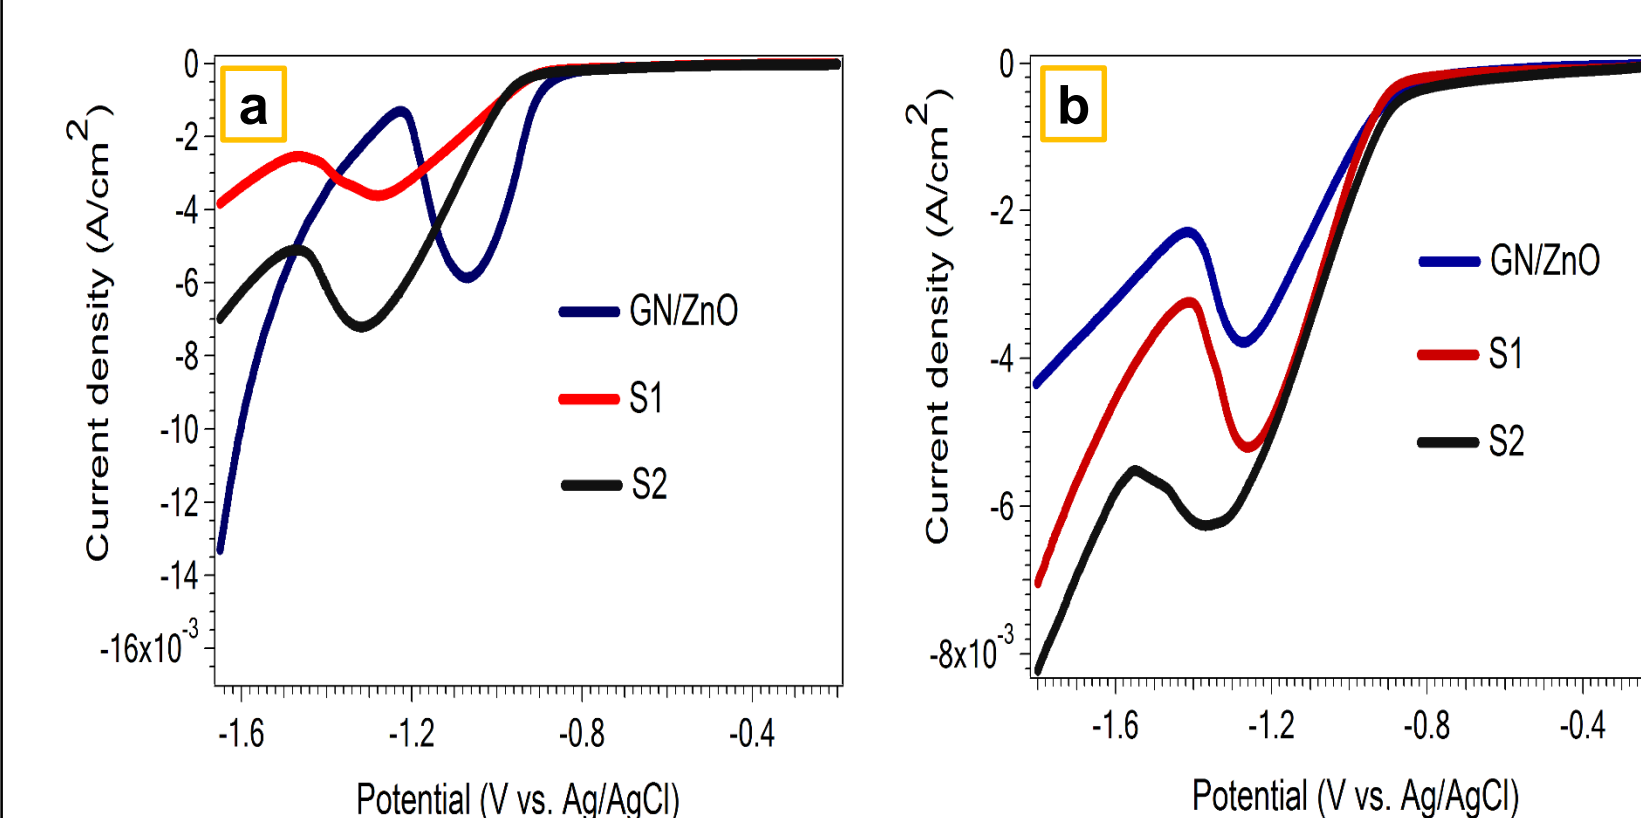 a
Current density (A/cm²)
0
-2
-4
-6
-8
-10
-12
-14
-16x10⁻³
GN/ZnO
S1
S2
-1.6 -1.2 -0.8 -0.4
Potential (V vs. Ag/AgCl)
b
Current density (A/cm²)
0
-2
-4
-6
-8x10⁻³
GN/ZnO
S1
S2
-1.6 -1.2 -0.8 -0.4
Potential (V vs. Ag/AgCl)